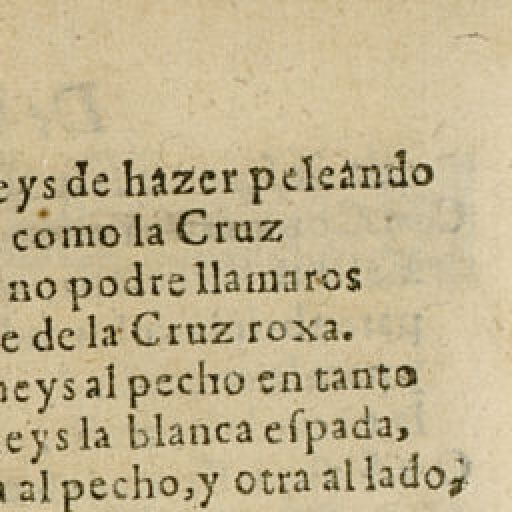 eys de hazer peleando
como la Cruz
no podre llamaros
e de la Cruz roxa.
neys al pecho en tanto
eys la blanca eſpada,
a al pecho, y otra al lado,